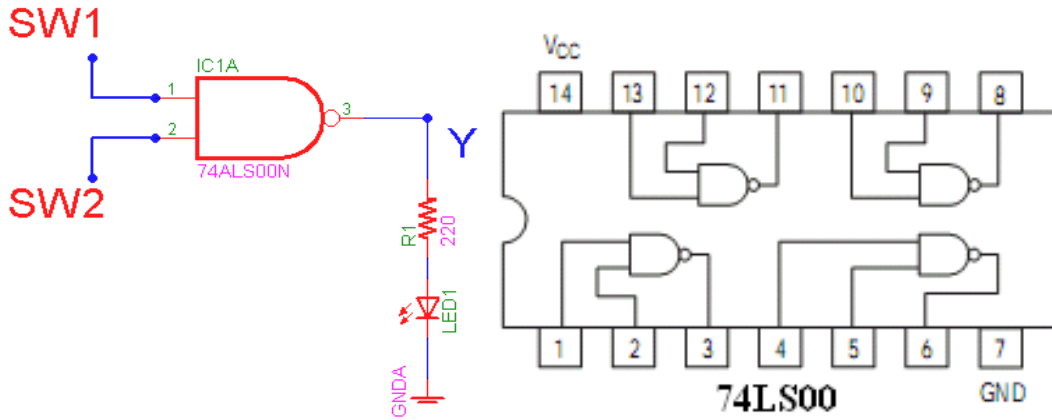 SW1
IC1A
1
2
3
74ALS00N
SW2
Y
R1
220
LED1
GNDA
VCC
14 13 12 11 10 9 8
1 2 3 4 5 6 7
74LS00
GND